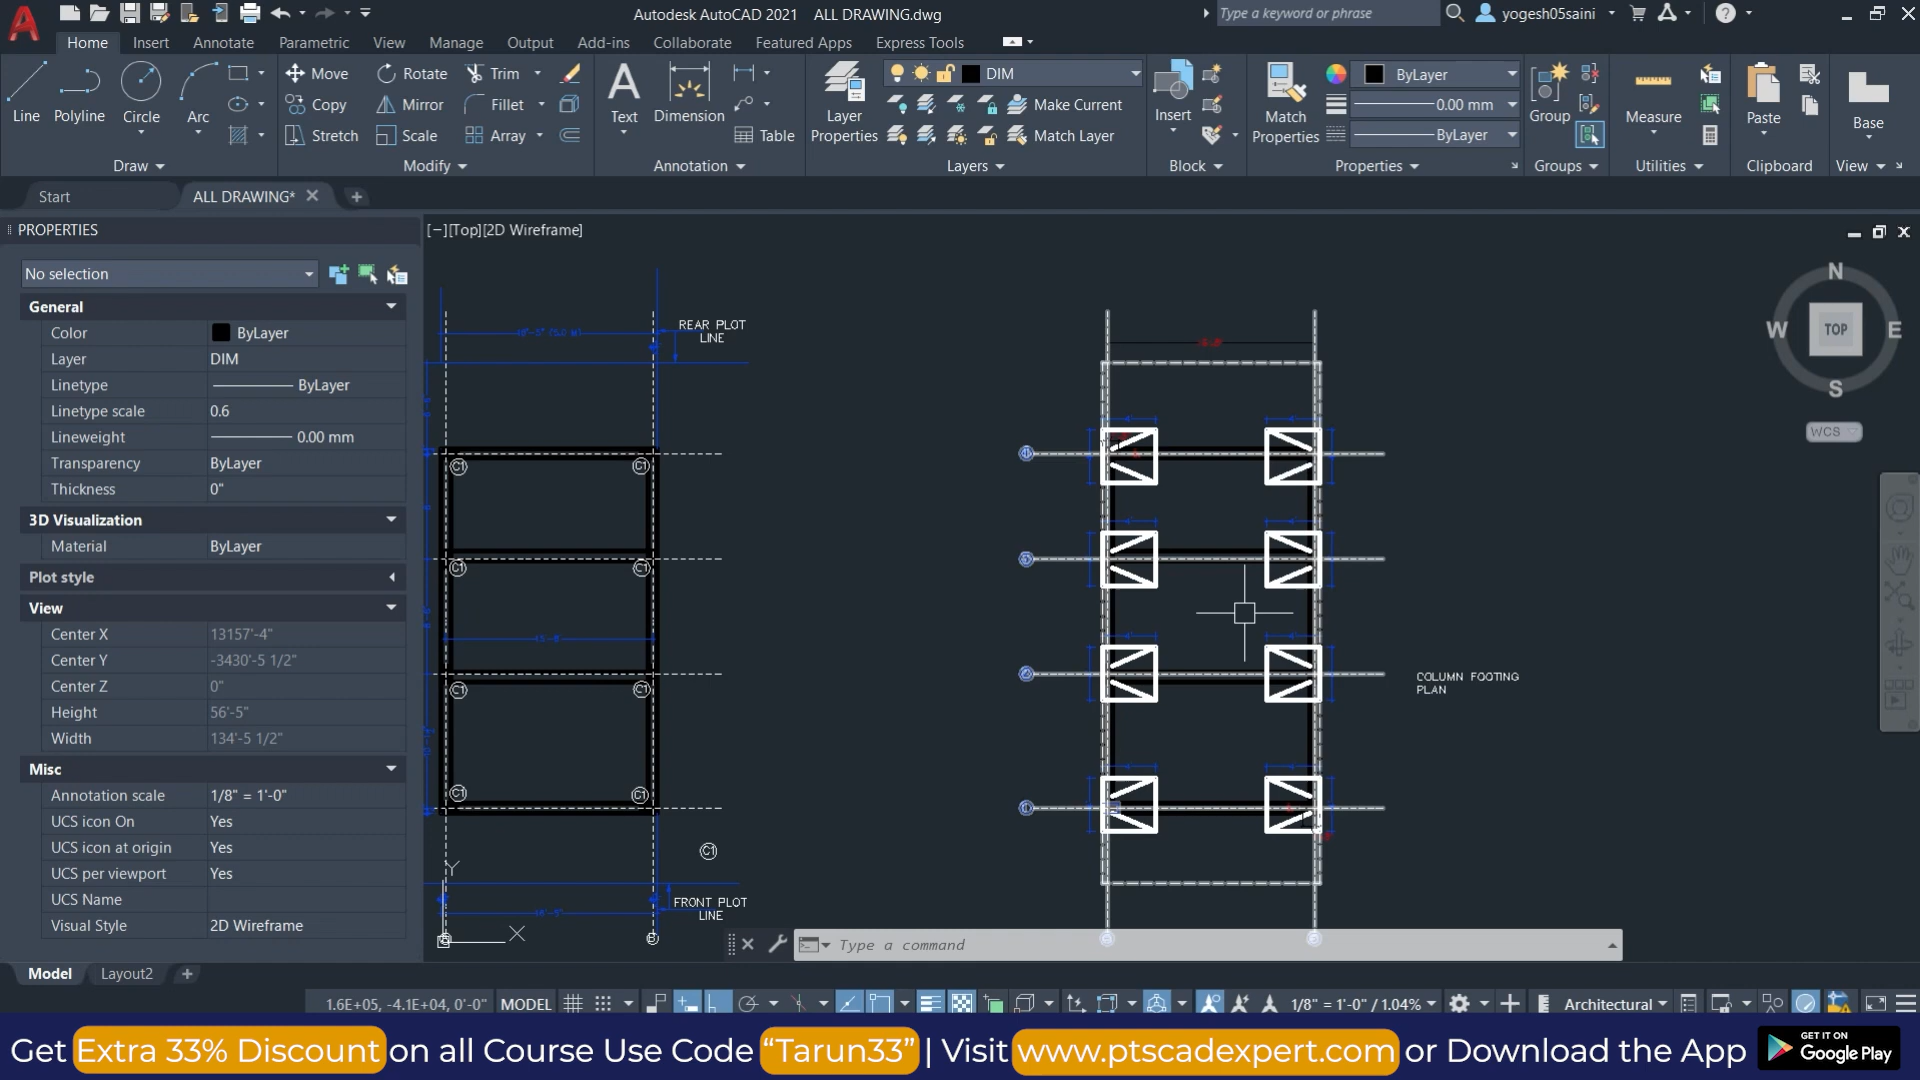 Autodesk AutoCAD 2021 ALL DRAWING.dwg
Type a keyword or phrase
yogesh05saini
Home Insert Annotate Parametric View Manage Output Add-ins Collaborate Featured Apps Express Tools
Line Polyline Circle Arc
Move Rotate Trim
Copy Mirror Fillet
Stretch Scale Array
Text Dimension Table
Layer Properties
DIM
Make Current
Match Layer
Insert
Match Properties
ByLayer
0.00 mm
ByLayer
Group
Measure
Paste
Base
Draw Modify Annotation Layers Block Properties Groups Utilities Clipboard View
Start ALL DRAWING*
PROPERTIES
No selection
General
Color ByLayer
Layer DIM
Linetype ByLayer
Linetype scale 0.6
Lineweight 0.00 mm
Transparency ByLayer
Thickness 0"
3D Visualization
Material ByLayer
Plot style
View
Center X 13157'-4"
Center Y -3430'-5 1/2"
Center Z 0"
Height 56'-5"
Width 134'-5 1/2"
Misc
Annotation scale 1/8" = 1'-0"
UCS icon On Yes
UCS icon at origin Yes
UCS per viewport Yes
UCS Name
Visual Style 2D Wireframe
[−][Top][2D Wireframe]
REAR PLOT
LINE
C1 C1
C1 C1
C1 C1
C1 C1
C1
FRONT PLOT
LINE
Y
X
B
COLUMN FOOTING
PLAN
N
W TOP E
S
WCS
Type a command
Model Layout2
1.6E+05, -4.1E+04, 0'-0" MODEL 1/8" = 1'-0" / 1.04% Architectural
Get Extra 33% Discount on all Course Use Code “Tarun33” | Visit www.ptscadexpert.com or Download the App
GET IT ON
Google Play